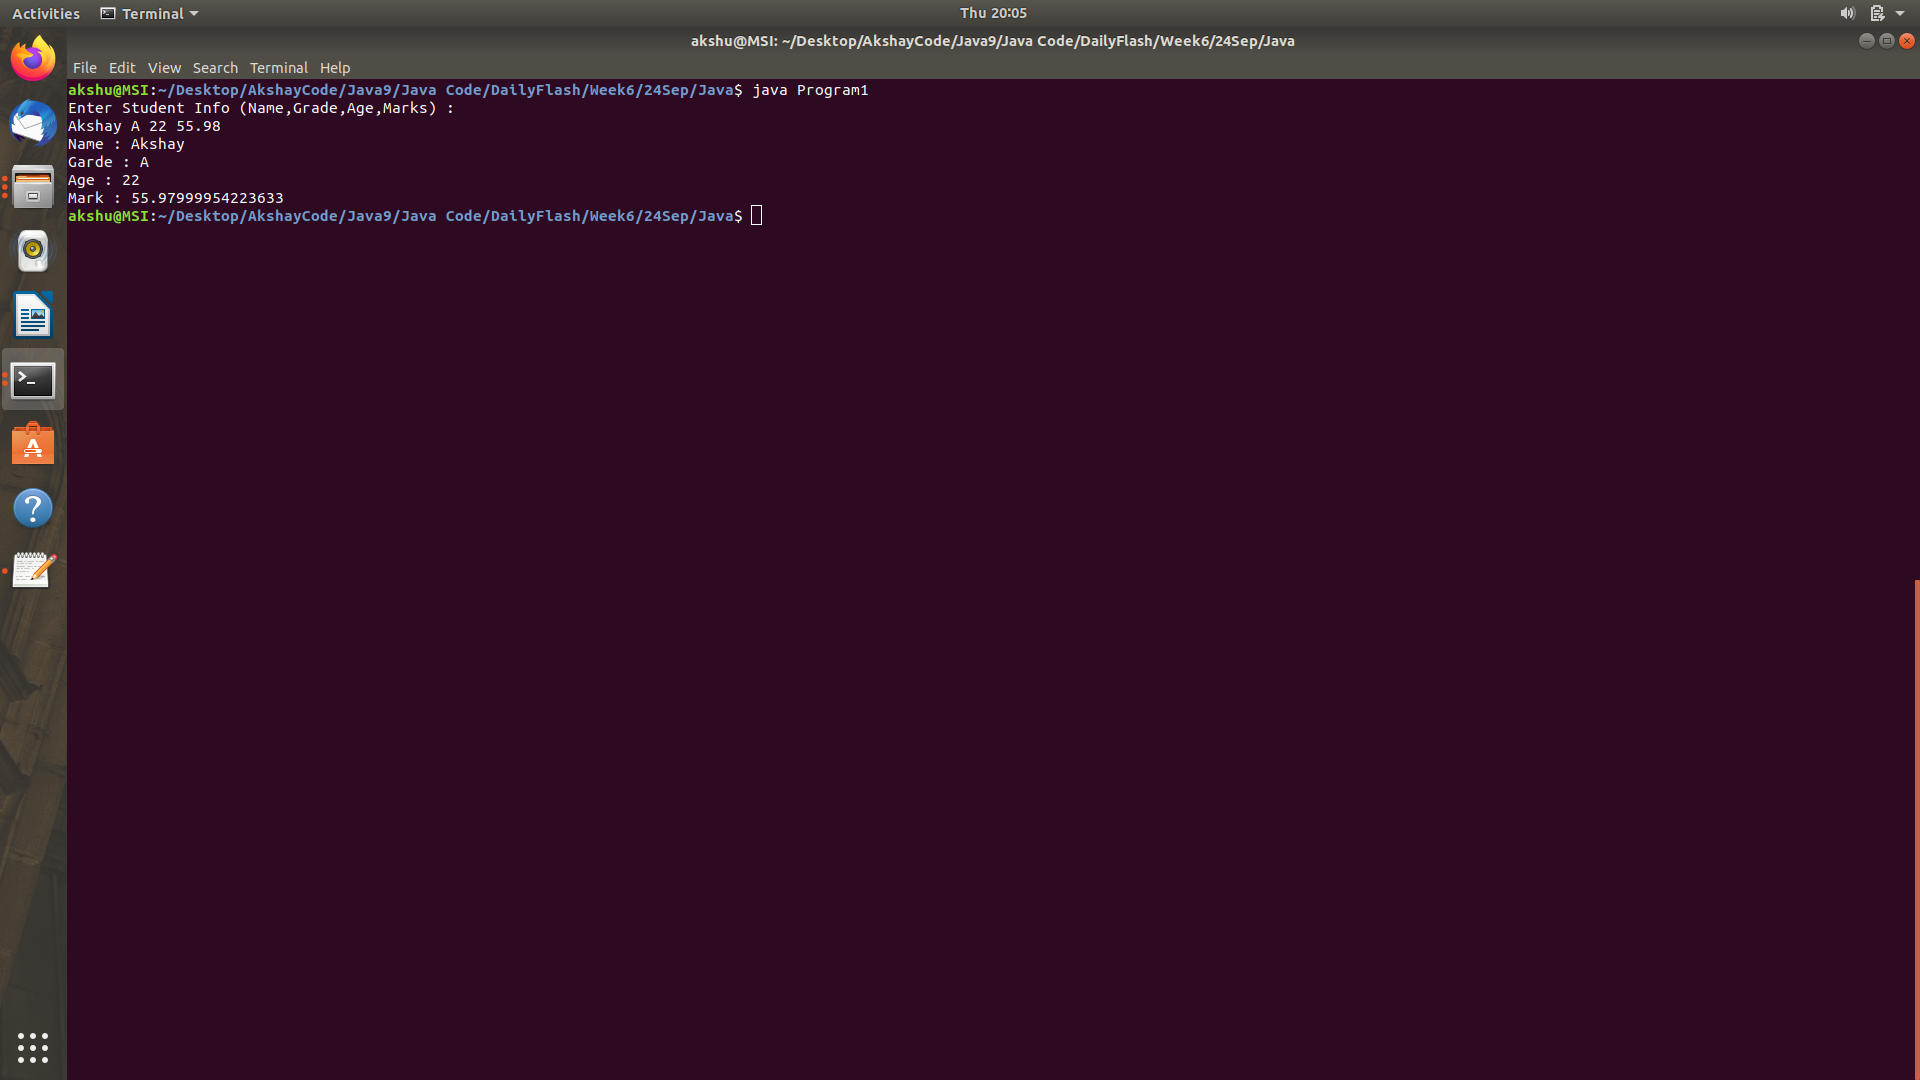 Activities Terminal Thu 20:05
akshu@MSI: ~/Desktop/AkshayCode/Java9/Java Code/DailyFlash/Week6/24Sep/Java
File Edit View Search Terminal Help
akshu@MSI:~/Desktop/AkshayCode/Java9/Java Code/DailyFlash/Week6/24Sep/Java$ java Program1
Enter Student Info (Name,Grade,Age,Marks) :
Akshay A 22 55.98
Name : Akshay
Garde : A
Age : 22
Mark : 55.97999954223633
akshu@MSI:~/Desktop/AkshayCode/Java9/Java Code/DailyFlash/Week6/24Sep/Java$